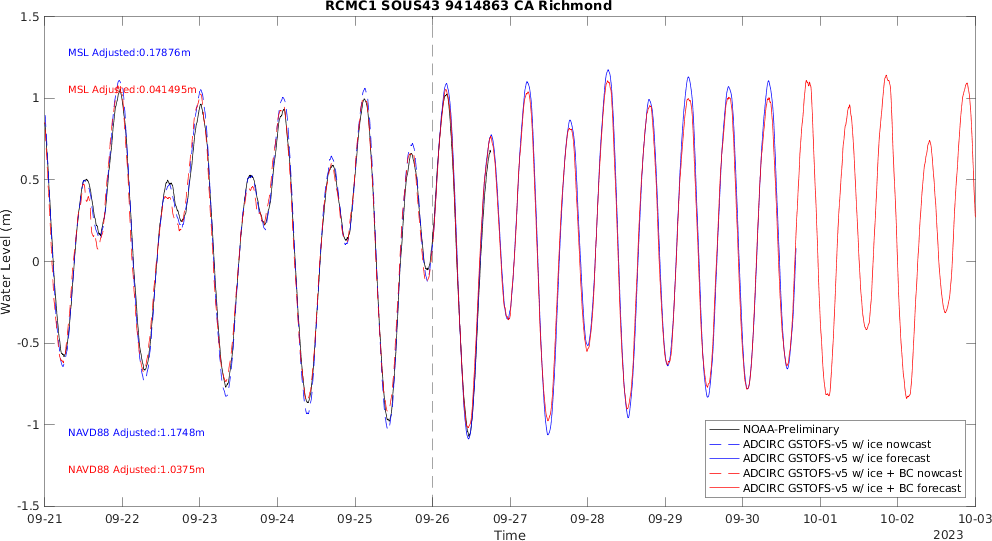 RCMC1 SOUS43 9414863 CA Richmond
1.5
MSL Adjusted:0.17876m
1
MSL Adjusted:0.041495m
0.5
Water Level (m)
0
-0.5
-1
NAVD88 Adjusted:1.1748m
NAVD88 Adjusted:1.0375m
-1.5
NOAA-Preliminary
ADCIRC GSTOFS-v5 w/ ice nowcast
ADCIRC GSTOFS-v5 w/ ice forecast
ADCIRC GSTOFS-v5 w/ ice + BC nowcast
ADCIRC GSTOFS-v5 w/ ice + BC forecast
09-21 09-22 09-23 09-24 09-25 09-26 09-27 09-28 09-29 09-30 10-01 10-02 10-03
Time
2023